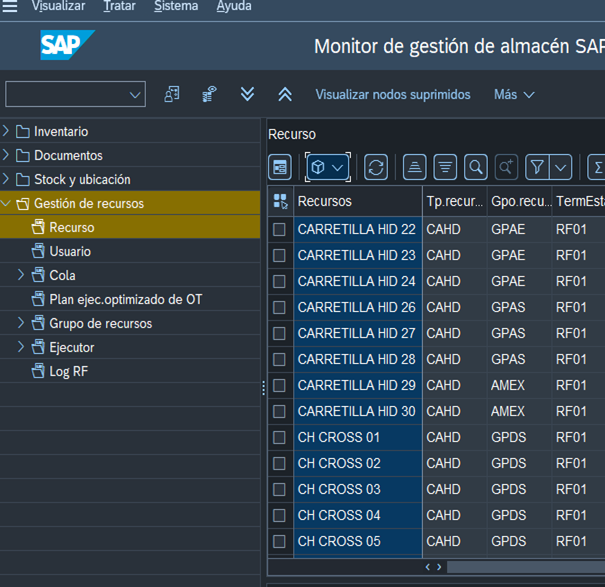 Visualizar Tratar Sistema Ayuda
SAP
Monitor de gestión de almacén SAP
Visualizar nodos suprimidos Más
Inventario
Documentos
Stock y ubicación
Gestión de recursos
Recurso
Usuario
Cola
Plan ejec.optimizado de OT
Grupo de recursos
Ejecutor
Log RF
Recurso
Recursos Tp.recur... Gpo.recu... TermEsta
CARRETILLA HID 22 CAHD GPAE RF01
CARRETILLA HID 23 CAHD GPAE RF01
CARRETILLA HID 24 CAHD GPAE RF01
CARRETILLA HID 26 CAHD GPAS RF01
CARRETILLA HID 27 CAHD GPAS RF01
CARRETILLA HID 28 CAHD GPAS RF01
CARRETILLA HID 29 CAHD AMEX RF01
CARRETILLA HID 30 CAHD AMEX RF01
CH CROSS 01 CAHD GPDS RF01
CH CROSS 02 CAHD GPDS RF01
CH CROSS 03 CAHD GPDS RF01
CH CROSS 04 CAHD GPDS RF01
CH CROSS 05 CAHD GPDS RF01